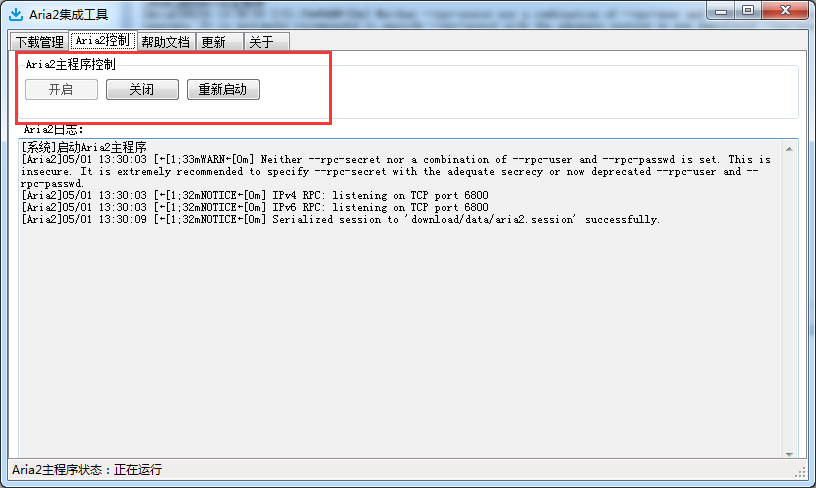 Aria2集成工具
下载管理 Aria2控制 帮助文档 更新 关于
Aria2主程序控制
开启 关闭 重新启动
Aria2日志:
[系统]启动Aria2主程序
[Aria2]05/01 13:30:03 [←[1;33mWARN←[0m] Neither --rpc-secret nor a combination of --rpc-user and --rpc-passwd is set. This is
insecure. It is extremely recommended to specify --rpc-secret with the adequate secrecy or now deprecated --rpc-user and --
rpc-passwd.
[Aria2]05/01 13:30:03 [←[1;32mNOTICE←[0m] IPv4 RPC: listening on TCP port 6800
[Aria2]05/01 13:30:03 [←[1;32mNOTICE←[0m] IPv6 RPC: listening on TCP port 6800
[Aria2]05/01 13:30:09 [←[1;32mNOTICE←[0m] Serialized session to 'download/data/aria2.session' successfully.
Aria2主程序状态：正在运行